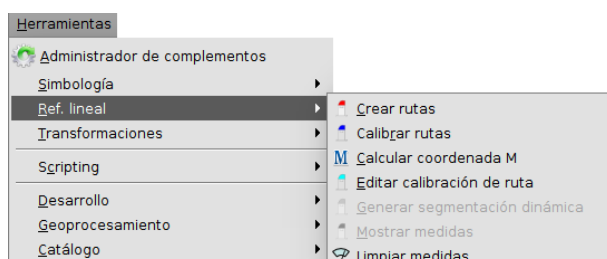 Herramientas
Administrador de complementos
Simbología
Ref. lineal
Transformaciones
Scripting
Desarrollo
Geoprocesamiento
Catálogo
Crear rutas
Calibrar rutas
M Calcular coordenada M
Editar calibración de ruta
Generar segmentación dinámica
Mostrar medidas
Limpiar medidas